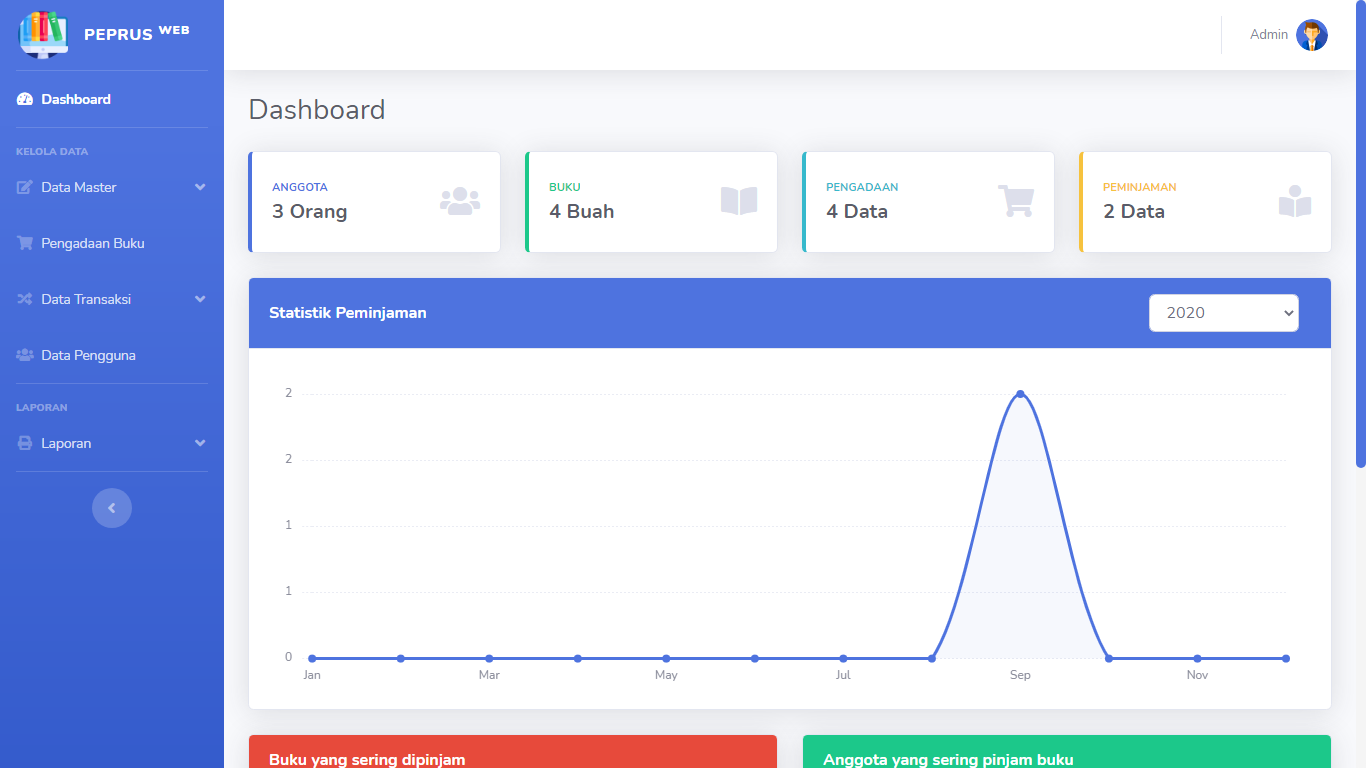 PEPRUS WEB
Admin
Dashboard
KELOLA DATA
Data Master
Pengadaan Buku
Data Transaksi
Data Pengguna
LAPORAN
Laporan
Dashboard
ANGGOTA
3 Orang
BUKU
4 Buah
PENGADAAN
4 Data
PEMINJAMAN
2 Data
Statistik Peminjaman
2020
2
2
1
1
0
Jan Mar May Jul Sep Nov
Buku yang sering dipinjam
Anggota yang sering pinjam buku